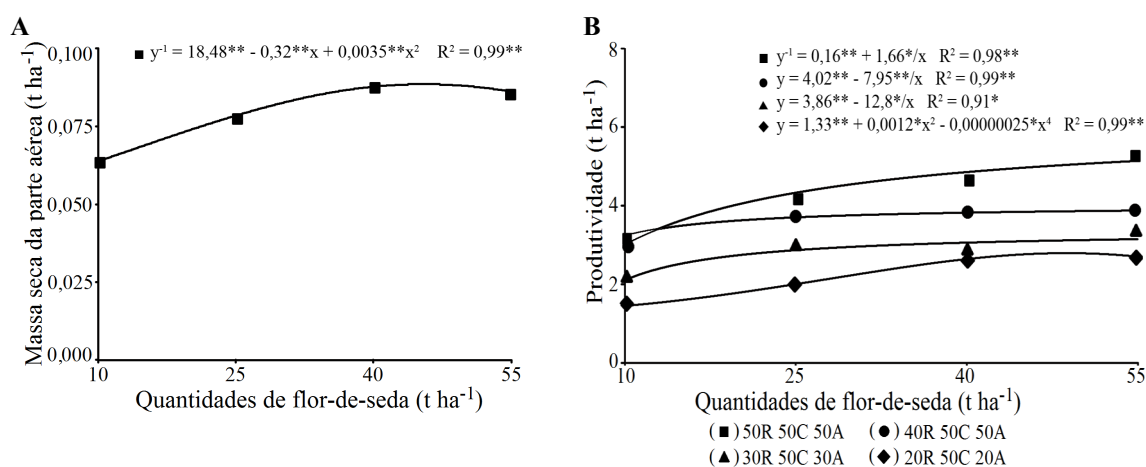 A
y⁻¹ = 18,48** - 0,32**x + 0,0035**x² R² = 0,99**
Massa seca da parte aérea (t ha⁻¹)
0,100
0,075
0,050
0,025
0,000
10 25 40 55
Quantidades de flor-de-seda (t ha⁻¹)
B
y⁻¹ = 0,16** + 1,66*/x R² = 0,98**
y = 4,02** - 7,95**/x R² = 0,99**
y = 3,86** - 12,8*/x R² = 0,91*
y = 1,33** + 0,0012*x² - 0,00000025*x⁴ R² = 0,99**
Produtividade (t ha⁻¹)
8
6
4
2
0
10 25 40 55
Quantidades de flor-de-seda (t ha⁻¹)
(■) 50R 50C 50A (●) 40R 50C 50A
(▲) 30R 50C 30A (◆) 20R 50C 20A